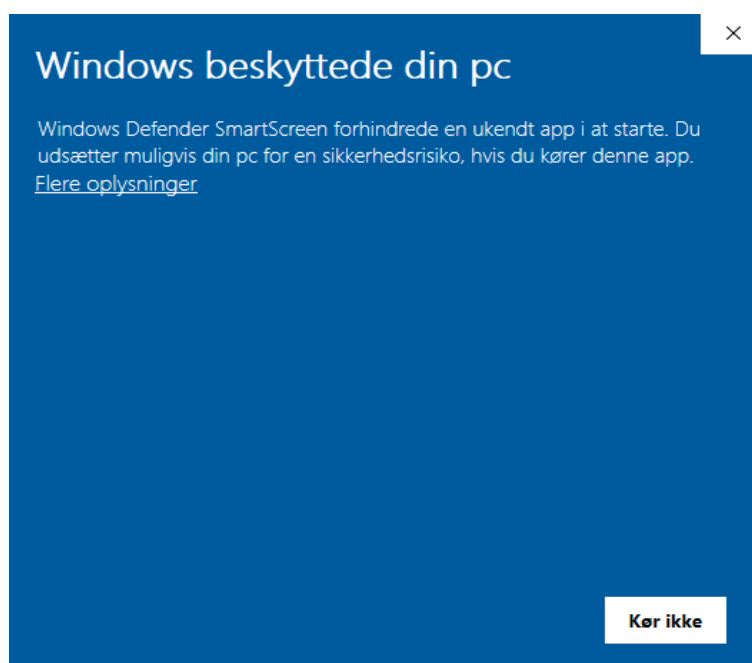 Windows beskyttede din pc
Windows Defender SmartScreen forhindrede en ukendt app i at starte. Du
udsætter muligvis din pc for en sikkerhedsrisiko, hvis du kører denne app.
Flere oplysninger
Kør ikke